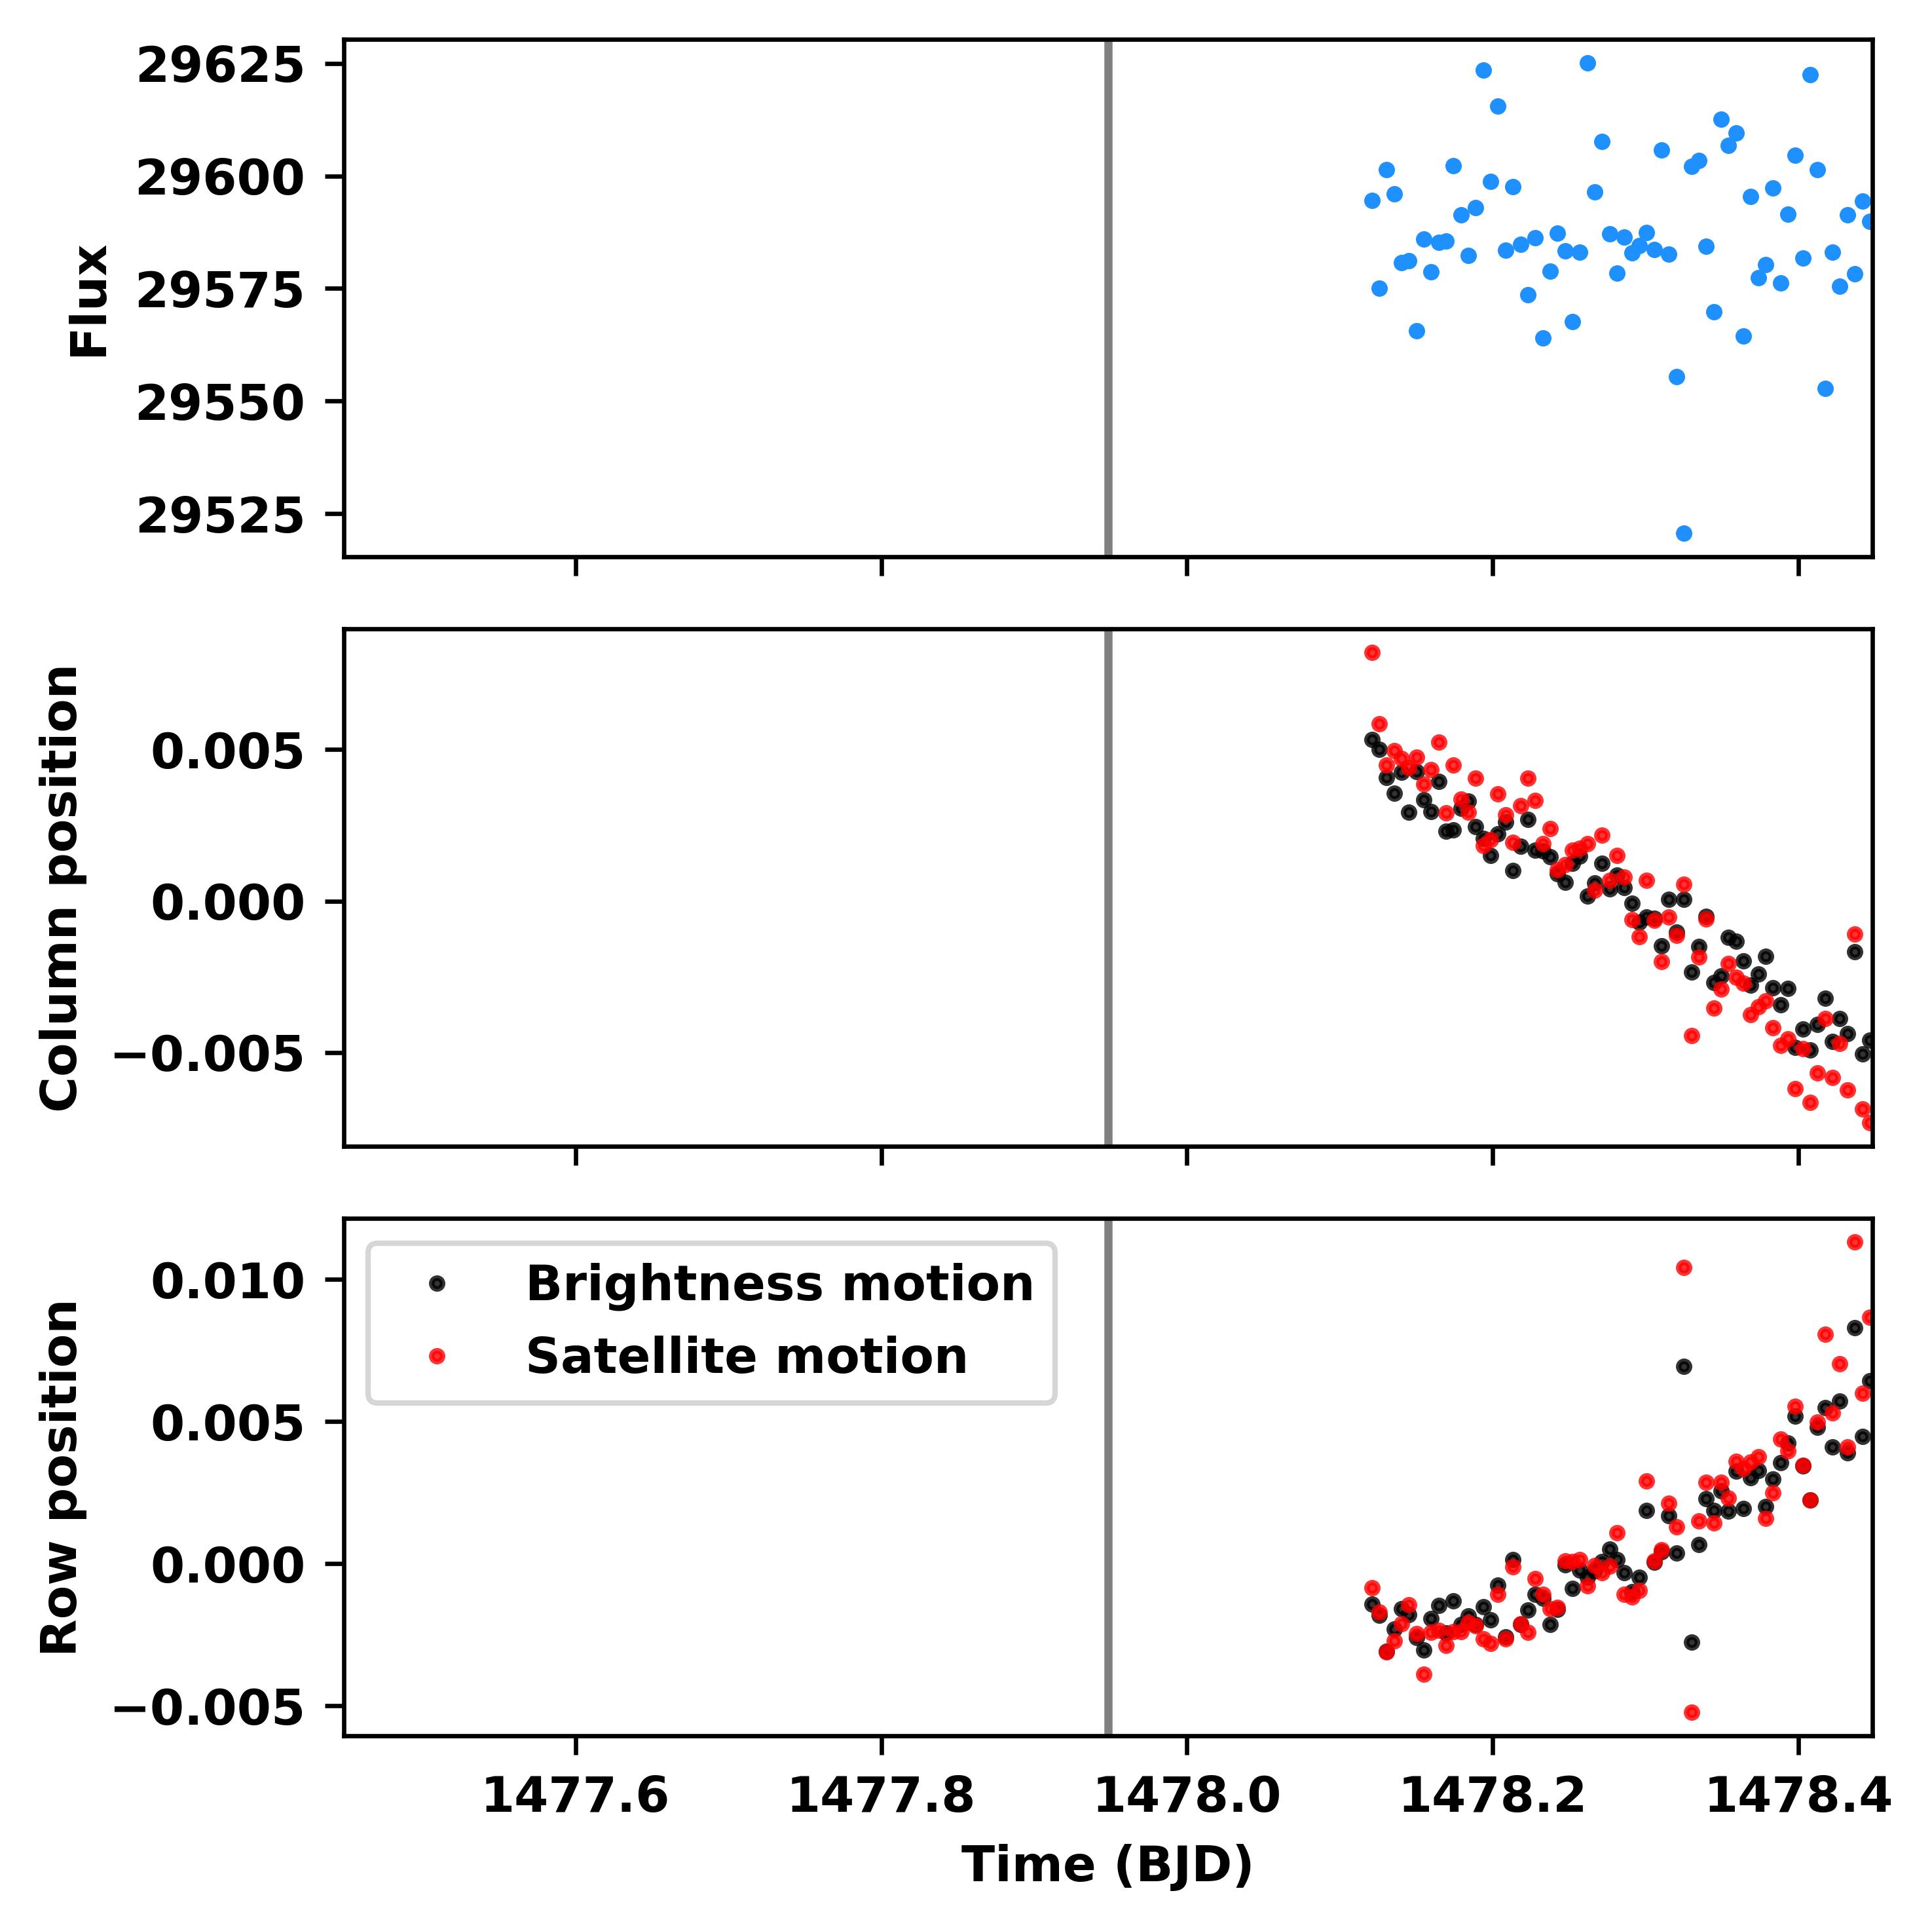 Flux
29625
29600
29575
29550
29525
Column position
0.005
0.000
−0.005
Row position
0.010
0.005
0.000
−0.005
Brightness motion
Satellite motion
1477.6 1477.8 1478.0 1478.2 1478.4
Time (BJD)